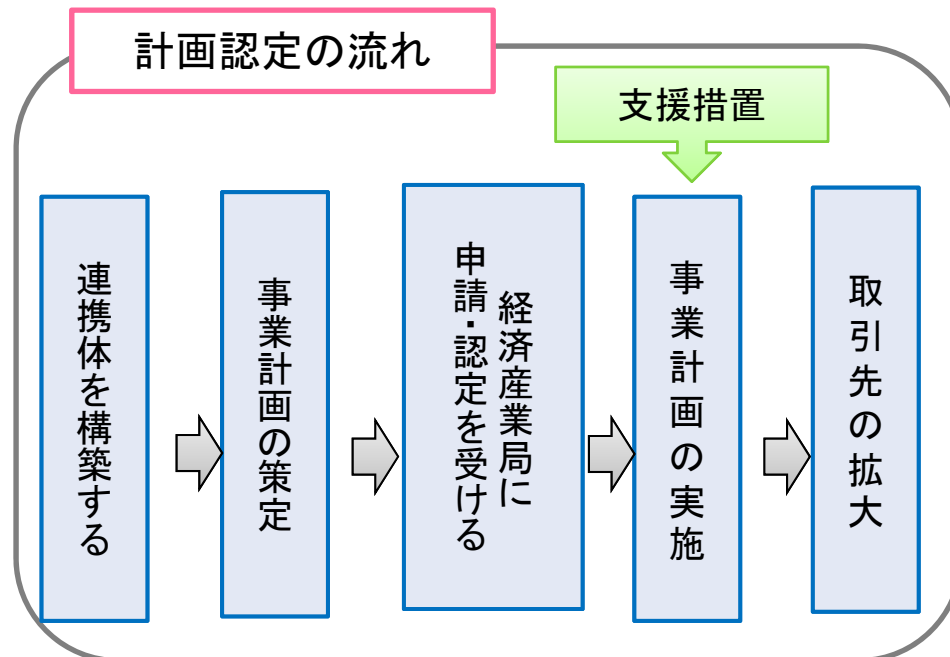 計画認定の流れ
支援措置
連携体を構築する
事業計画の策定
経済産業局に
申請・認定を受ける
事業計画の実施
取引先の拡大